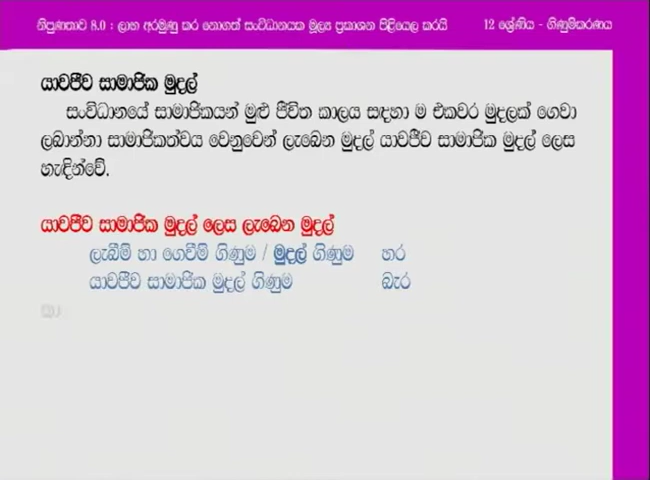 නිපුණතාව 8.0 : ලාභ අරමුණු කර නොගත් සංවිධානයක මූල්‍ය ප්‍රකාශන පිළියෙල කරයි 12 ශ්‍රේණිය - ගිණුම්කරණය
යාවජීව සාමාජික මුදල්
සංවිධානයේ සාමාජිකයන් මුළු ජීවිත කාලය සඳහා ම එකවර මුදලක් ගෙවා
ලබාන්නා සාමාජිකත්වය වෙනුවෙන් ලැබෙන මුදල් යාවජීව සාමාජික මුදල් ලෙස
හැඳින්වේ.
යාවජීව සාමාජික මුදල් ලෙස ලැබෙන මුදල්
ලැබීම් හා ගෙවීම් ගිණුම / මුදල් ගිණුම හර
යාවජීව සාමාජික මුදල් ගිණුම බැර
කා